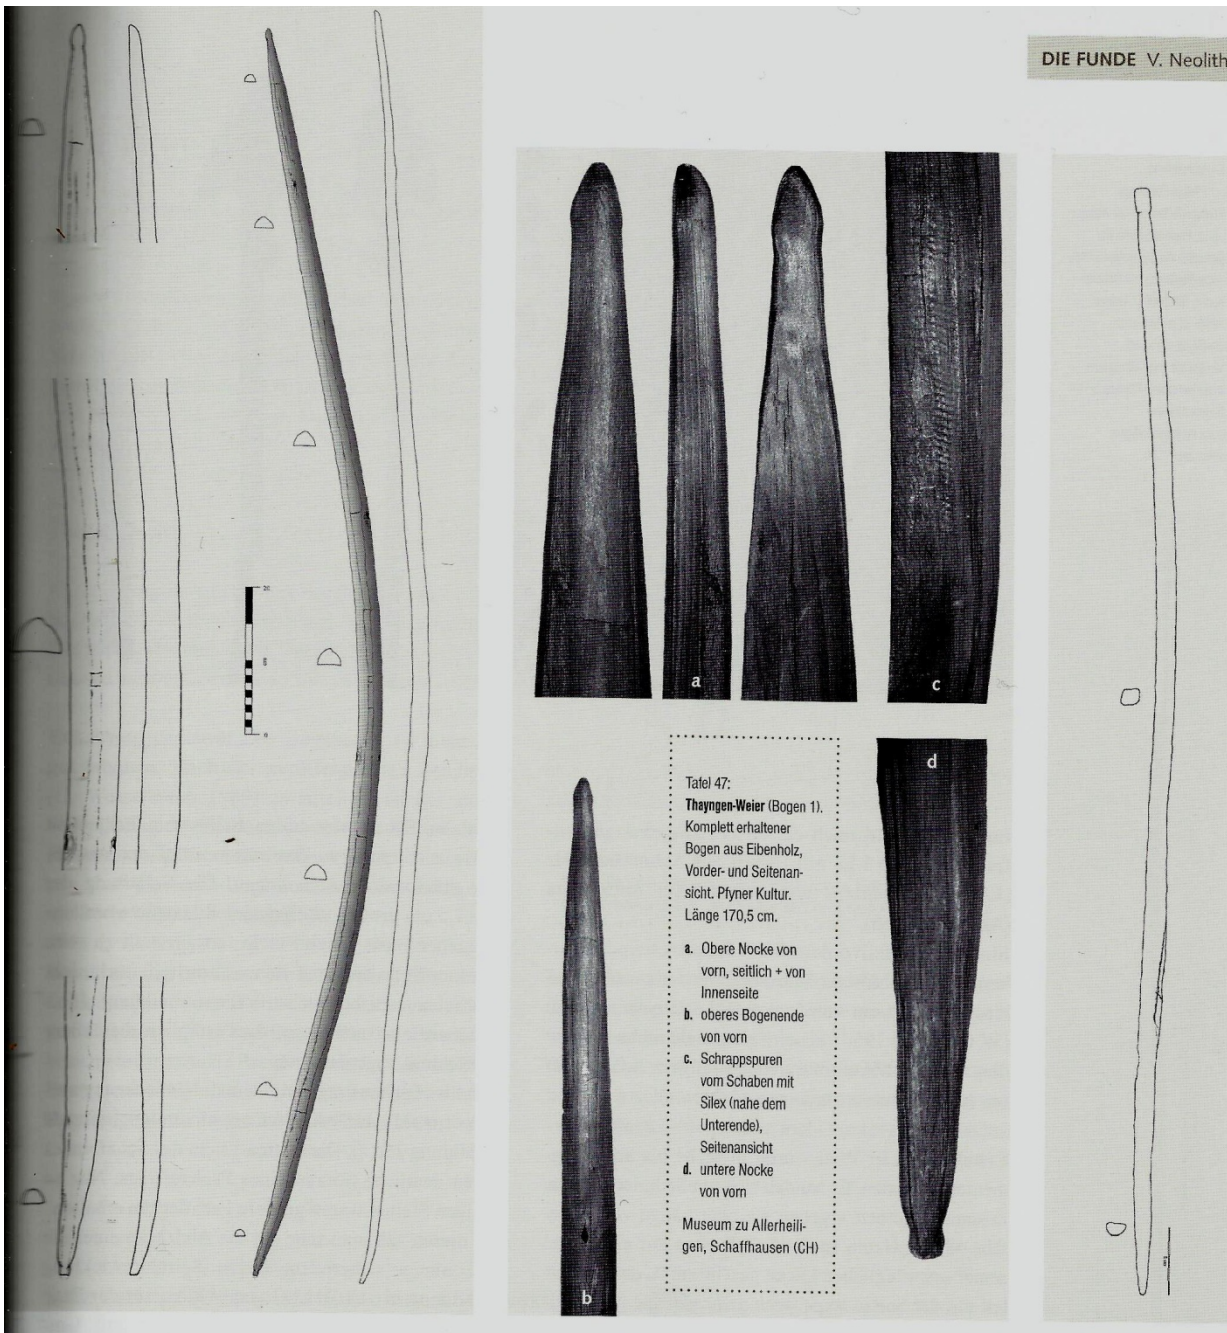 DIE FUNDE V. Neolith
a
c
d
b
Tafel 47:
Thayngen-Weier (Bogen 1).
Komplett erhaltener
Bogen aus Eibenholz,
Vorder- und Seitenan-
sicht. Pfyner Kultur.
Länge 170,5 cm.
a. Obere Nocke von
vorn, seitlich + von
Innenseite
b. oberes Bogenende
von vorn
c. Schrappspuren
vom Schaben mit
Silex (nahe dem
Unterende),
Seitenansicht
d. untere Nocke
von vorn
Museum zu Allerheili-
gen, Schaffhausen (CH)